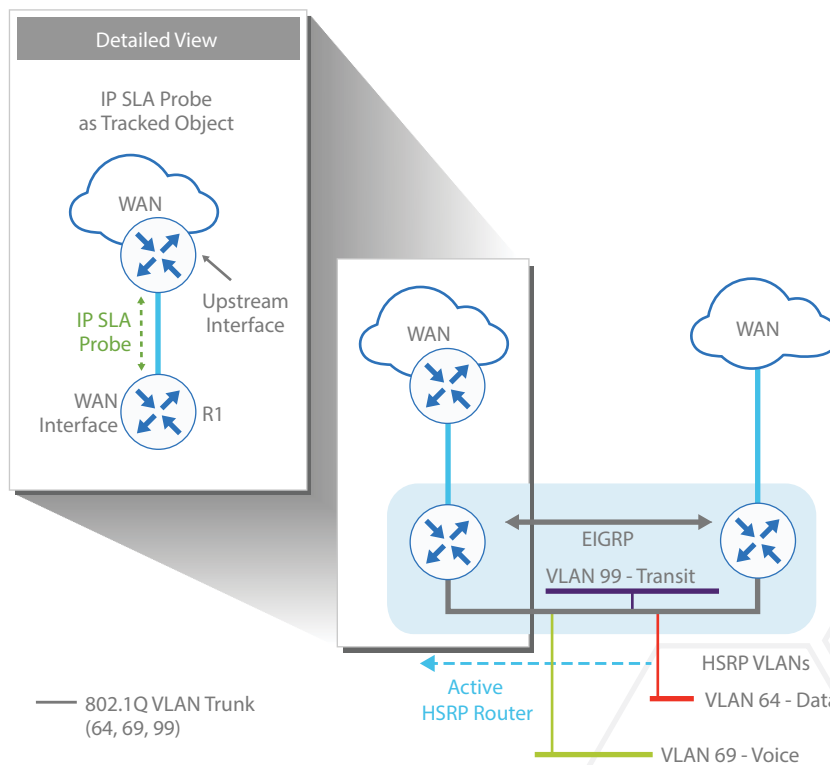 Detailed View
IP SLA Probe
as Tracked Object
WAN
Upstream
Interface
IP SLA
Probe
WAN
Interface
R1
WAN
WAN
EIGRP
VLAN 99 - Transit
HSRP VLANs
Active
HSRP Router
VLAN 64 - Data
802.1Q VLAN Trunk
(64, 69, 99)
VLAN 69 - Voice